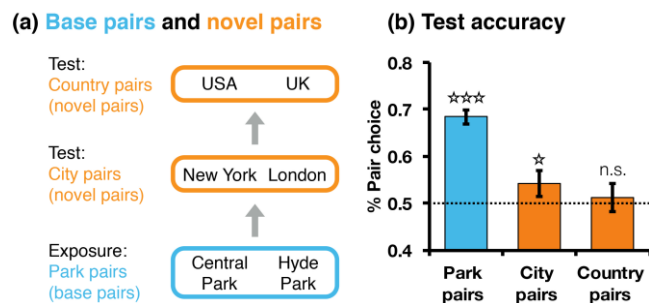 (a) Base pairs and novel pairs
Test:
Country pairs
(novel pairs)
USA UK
Test:
City pairs
(novel pairs)
New York London
Exposure:
Park pairs
(base pairs)
Central Hyde
Park Park
(b) Test accuracy
% Pair choice
0.8
0.7
0.6
0.5
0.4
☆☆☆
☆
n.s.
Park City Country
pairs pairs pairs